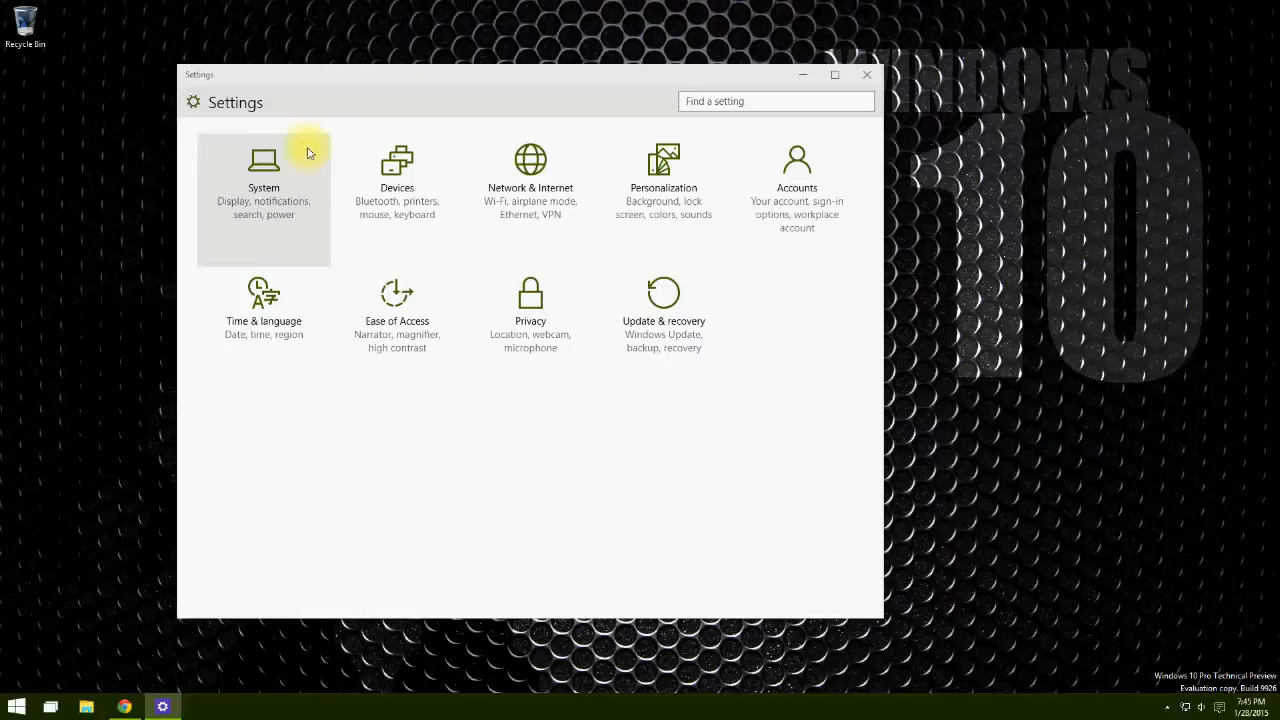 Recycle Bin
WINDOWS
10
Settings
Settings
Find a setting
System
Display, notifications,
search, power
Devices
Bluetooth, printers,
mouse, keyboard
Network & Internet
Wi-Fi, airplane mode,
Ethernet, VPN
Personalization
Background, lock
screen, colors, sounds
Accounts
Your account, sign-in
options, workplace
account
Time & language
Date, time, region
Ease of Access
Narrator, magnifier,
high contrast
Privacy
Location, webcam,
microphone
Update & recovery
Windows Update,
backup, recovery
Windows 10 Pro Technical Preview
Evaluation copy. Build 9926
7:45 PM
1/28/2015